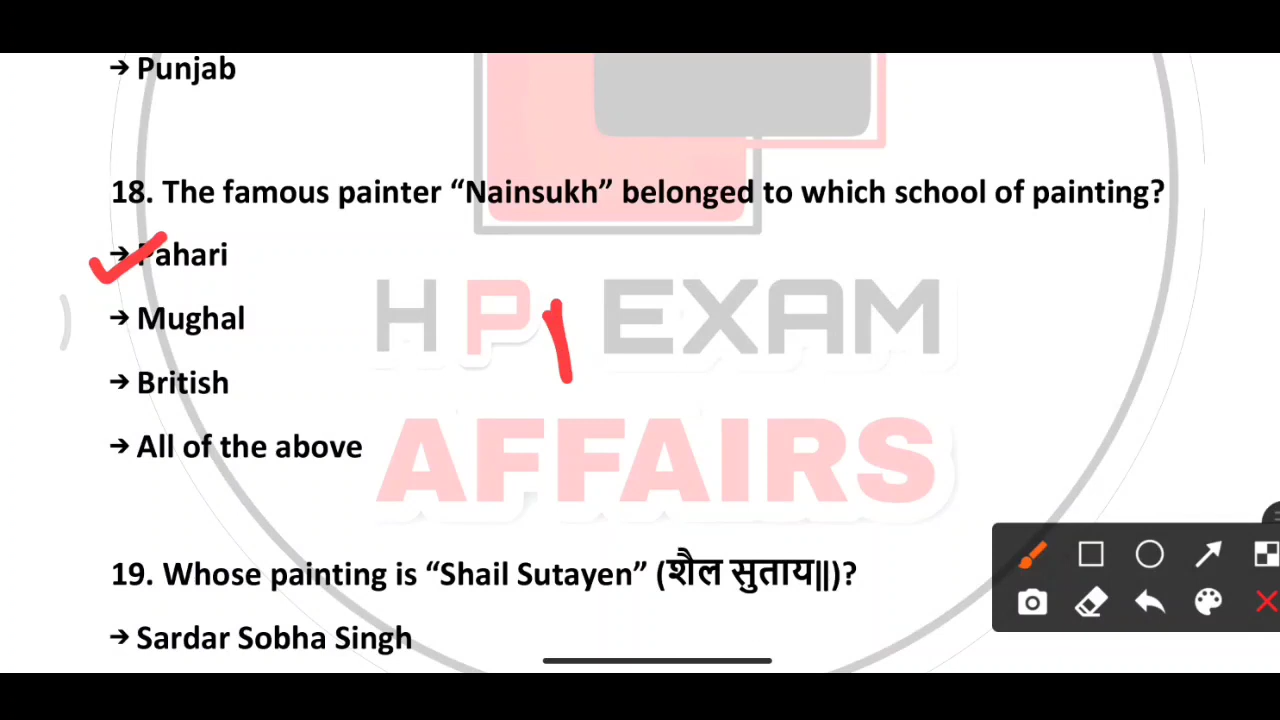 → Punjab
18. The famous painter “Nainsukh” belonged to which school of painting?
→ Pahari
→ Mughal
→ British
→ All of the above
HP EXAM
AFFAIRS
19. Whose painting is “Shail Sutayen” (शैल सुताय||)?
→ Sardar Sobha Singh